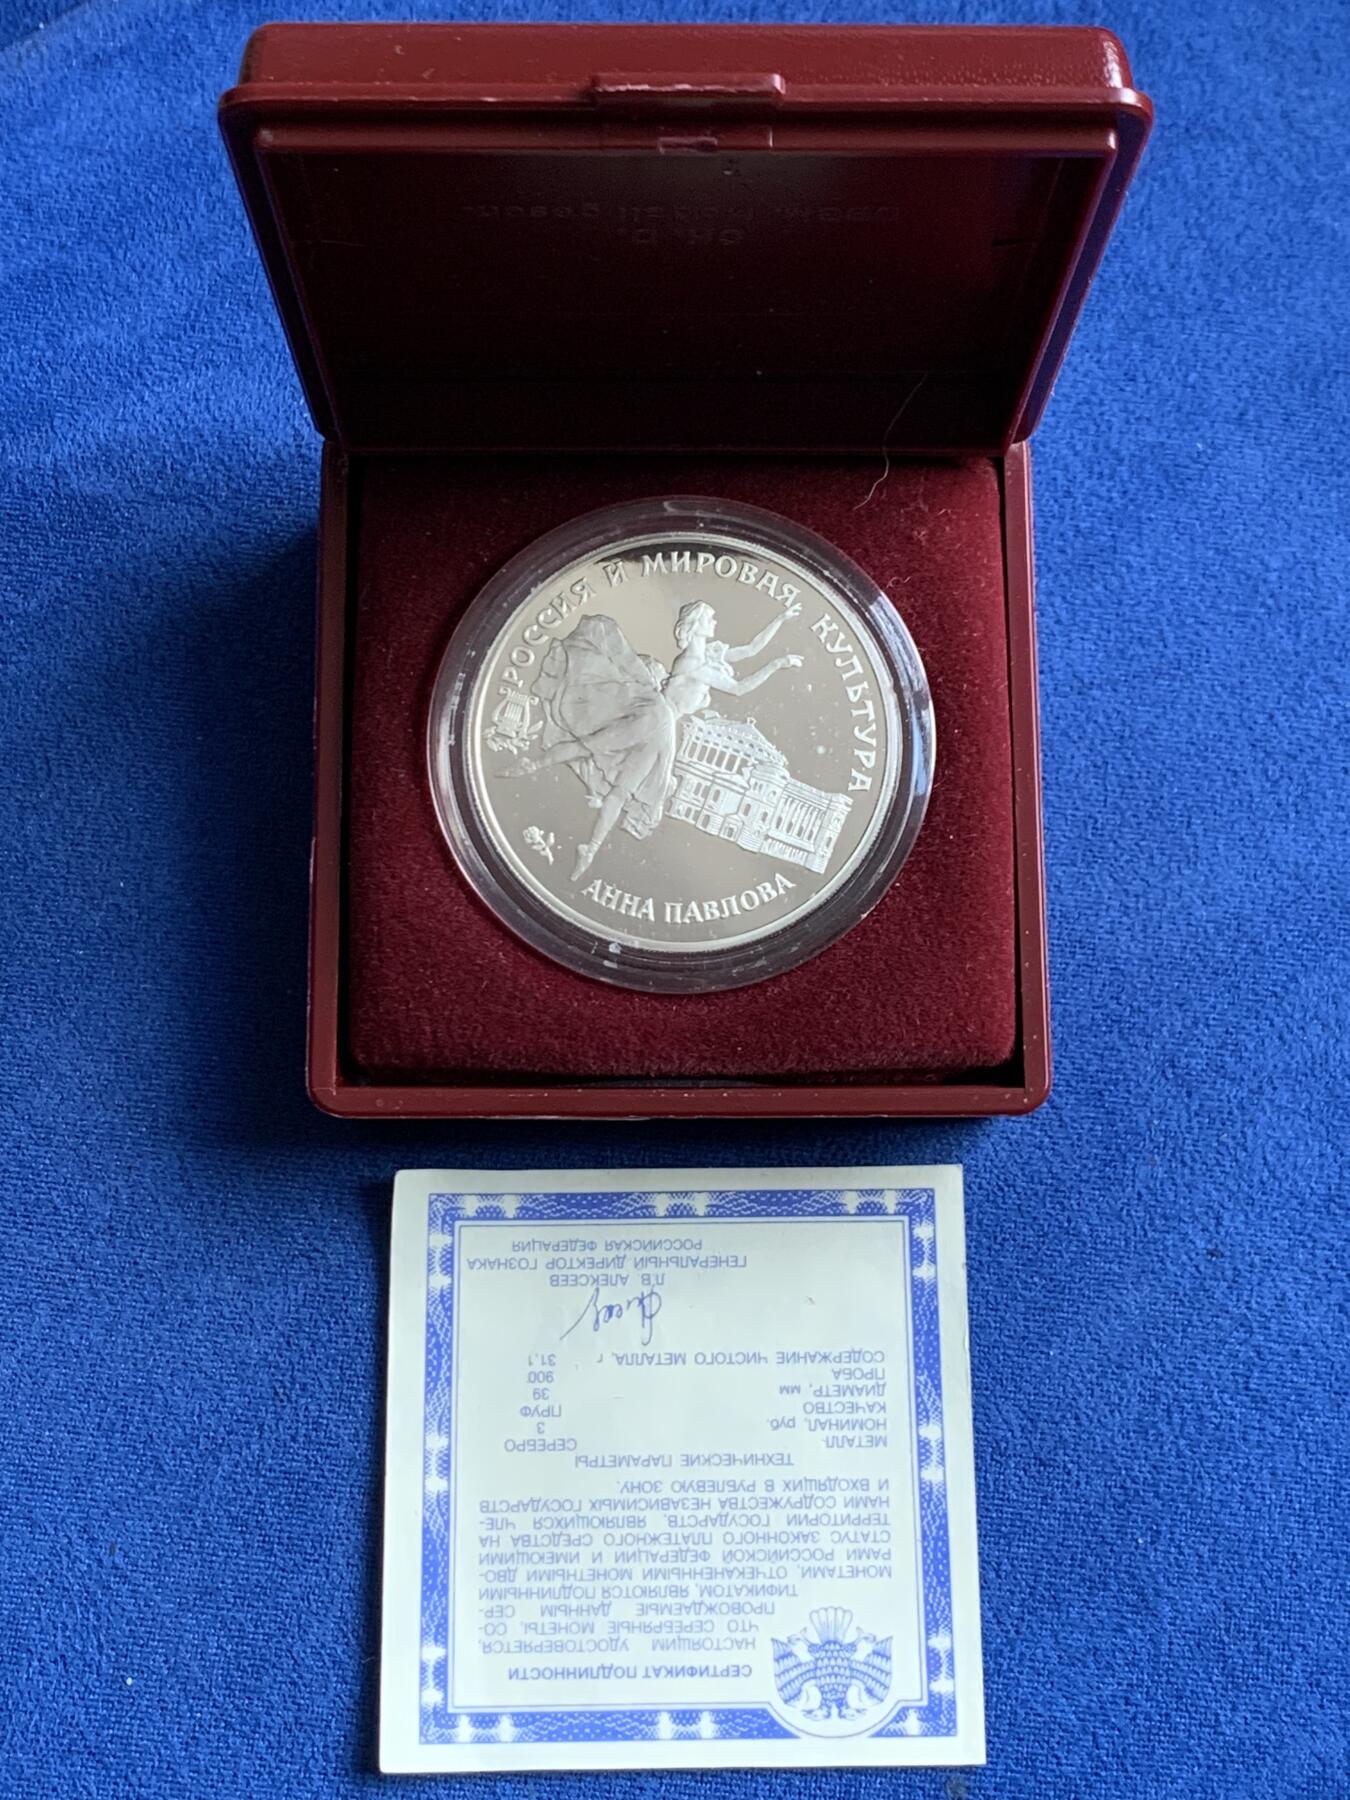 РОССИЯ И МИРОВАЯ КУЛЬТУРА
АННА ПАВЛОВА
СЕРТИФИКАТ ПОДЛИННОСТИ
НАСТОЯЩИМ УДОСТОВЕРЯЕТСЯ,
ЧТО СЕРЕБРЯНЫЕ МОНЕТЫ, СО-
ПРОВОЖДАЕМЫЕ ДАННЫМ СЕР-
ТИФИКАТОМ, ЯВЛЯЮТСЯ ПОДЛИННЫМИ
МОНЕТАМИ, ОТЧЕКАНЕННЫМИ МОНЕТНЫМИ ДВО-
РАМИ РОССИЙСКОЙ ФЕДЕРАЦИИ И ИМЕЮЩИМИ
СТАТУС ЗАКОННОГО ПЛАТЕЖНОГО СРЕДСТВА НА
ТЕРРИТОРИИ ГОСУДАРСТВ, ЯВЛЯЮЩИХСЯ ЧЛЕ-
НАМИ СОДРУЖЕСТВА НЕЗАВИСИМЫХ ГОСУДАРСТВ
И ВХОДЯЩИХ В РУБЛЕВУЮ ЗОНУ.
ТЕХНИЧЕСКИЕ ПАРАМЕТРЫ
МЕТАЛЛ СЕРЕБРО
НОМИНАЛ, руб. 3
КАЧЕСТВО ПРУФ
ДИАМЕТР, мм 39
ПРОБА 900
СОДЕРЖАНИЕ ЧИСТОГО МЕТАЛЛА, г 31,1
Л.В. АЛЕКСЕЕВ
ГЕНЕРАЛЬНЫЙ ДИРЕКТОР ГОЗНАКА
РОССИЙСКАЯ ФЕДЕРАЦИЯ